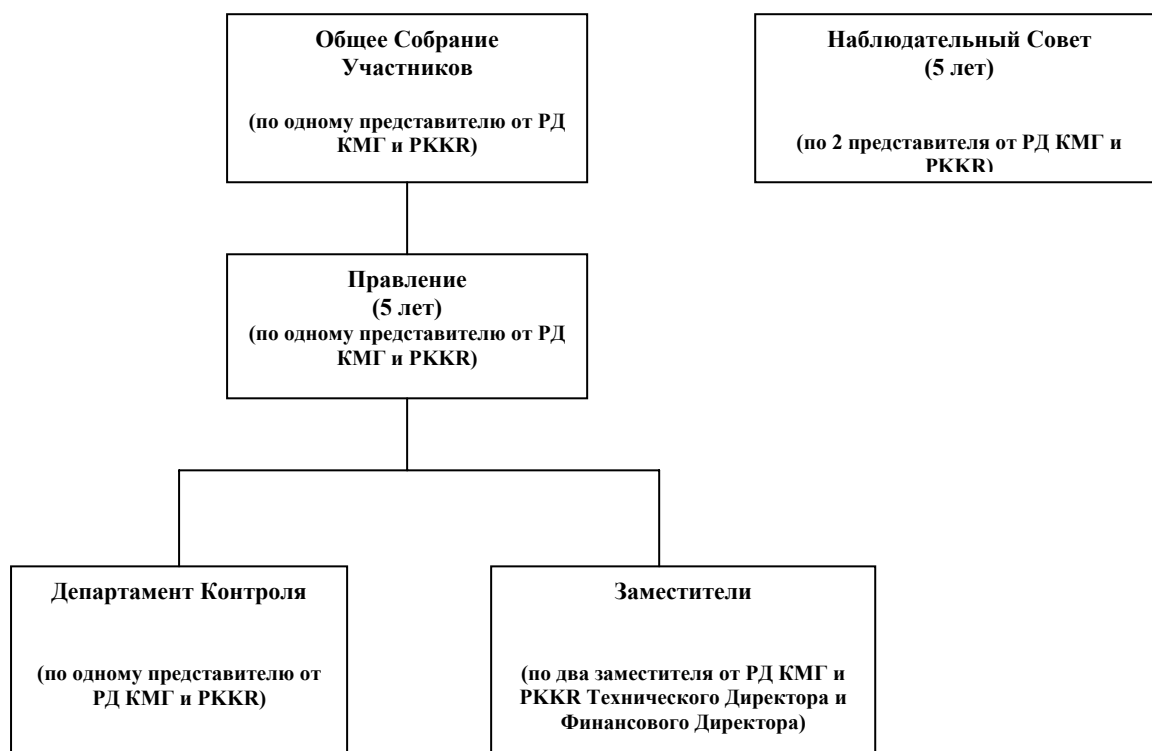 Общее Собрание
Участников
(по одному представителю от РД
КМГ и PKKR)
Наблюдательный Совет
(5 лет)
(по 2 представителя от РД КМГ и
PKKR)
Правление
(5 лет)
(по одному представителю от РД
КМГ и PKKR)
Департамент Контроля
(по одному представителю от
РД КМГ и PKKR)
Заместители
(по два заместителя от РД КМГ и
PKKR Технического Директора и
Финансового Директора)